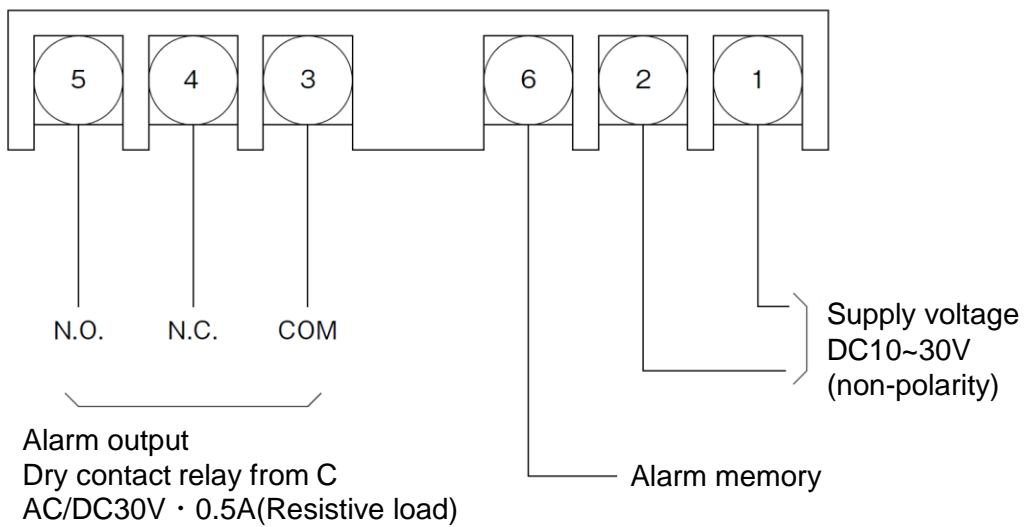 5 4 3 6 2 1
N.O. N.C. COM
Supply voltage
DC10~30V
(non-polarity)
Alarm output
Dry contact relay from C
AC/DC30V・0.5A(Resistive load)
Alarm memory